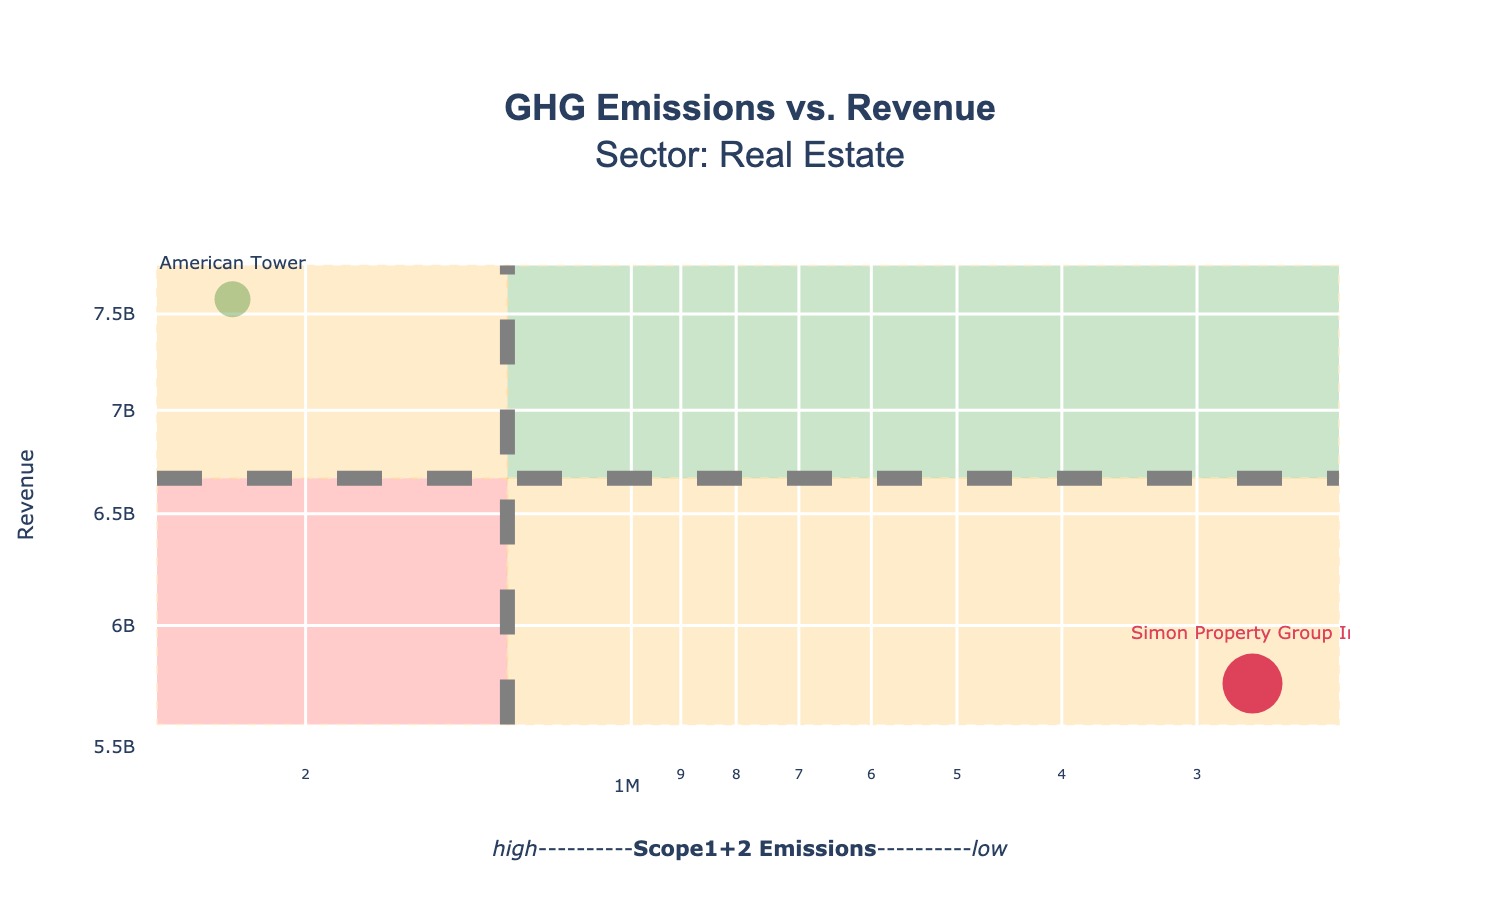 GHG Emissions vs. Revenue
Sector: Real Estate
American Tower
7.5B
7B
6.5B
6B
5.5B
Revenue
Simon Property Group
2
1M
9
8
7
6
5
4
3
high----------Scope1+2 Emissions----------low